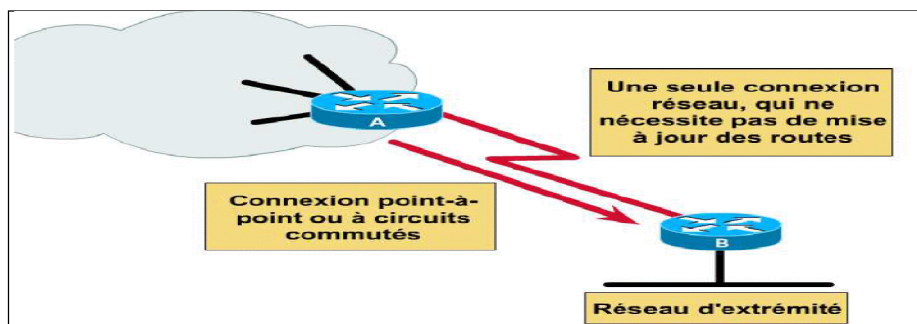 Une seule connexion
réseau, qui ne
nécessite pas de mise
à jour des routes
A
Connexion point-à-
point ou à circuits
commutés
B
Réseau d'extrémité